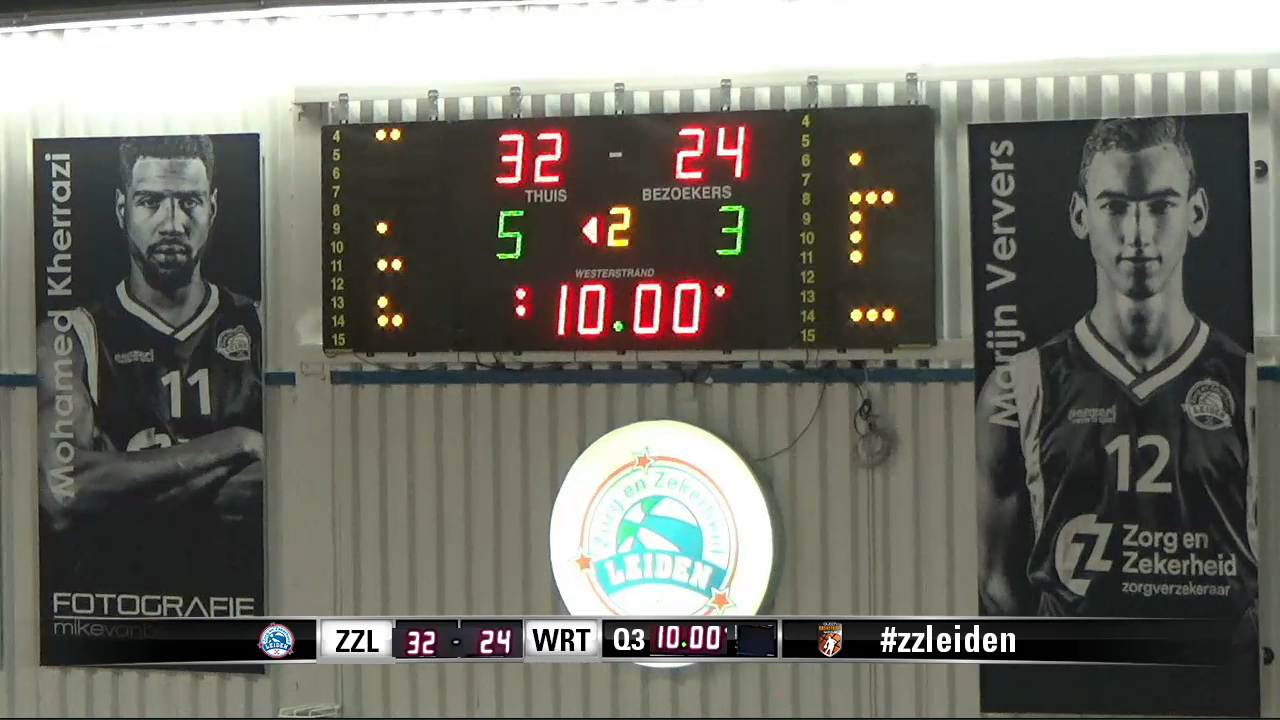 Mohamed Kherrazi
11
FOTOGRAFIE
4
5
6
7
8
9
10
11
12
13
14
15
32 - 24
THUIS BEZOEKERS
5 2 3
WESTERSTRAND
10.00
4
5
6
7
8
9
10
11
12
13
14
15
Zorg en Zekerheid
LEIDEN
Marijn Ververs
LEIDEN
12
Zorg en
Zekerheid
zorgverzekeraar
LEIDEN ZZL 32 - 24 WRT Q3 10.00 #zzleiden